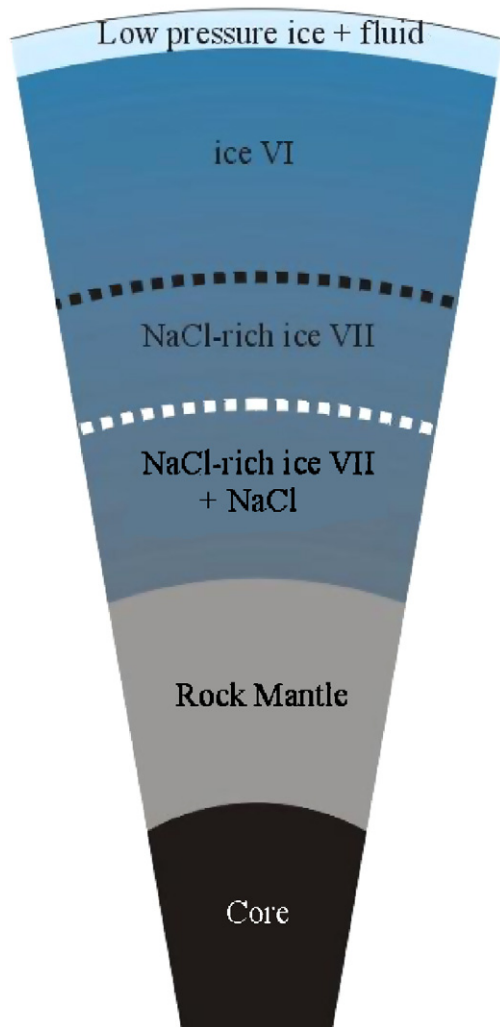 Low pressure ice + fluid
ice VI
NaCl-rich ice VII
NaCl-rich ice VII
+ NaCl
Rock Mantle
Core